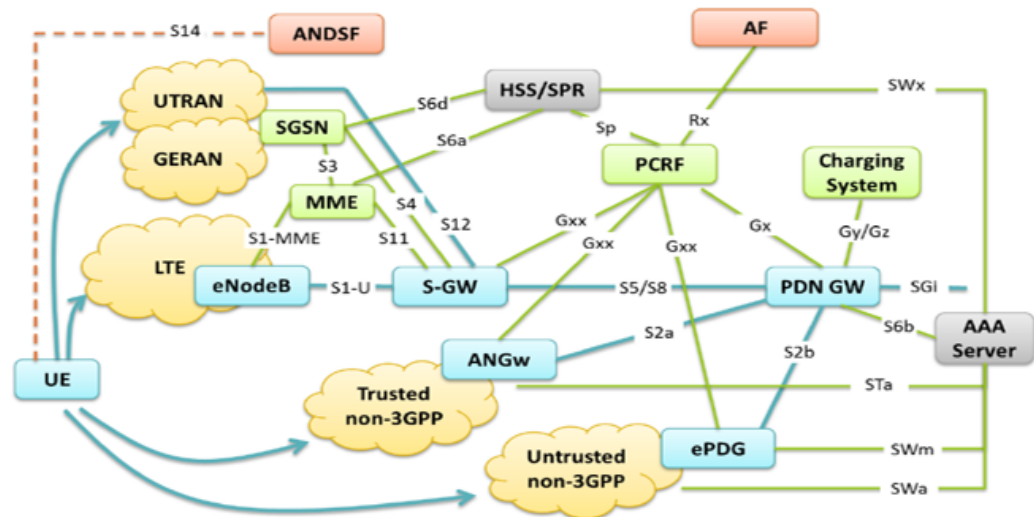 S14
ANDSF
AF
UTRAN
HSS/SPR
SWx
S6d
SGSN
Sp
Rx
S6a
GERAN
S3
PCRF
Charging
System
MME
S4
S12
Gxx
Gxx
Gxx
Gx
Gy/Gz
S1-MME
S11
LTE
eNodeB
S1-U
S-GW
S5/S8
PDN GW
SGi
S2a
S6b
AAA
Server
S2b
ANGw
UE
STa
Trusted
non-3GPP
ePDG
SWm
Untrusted
non-3GPP
SWa